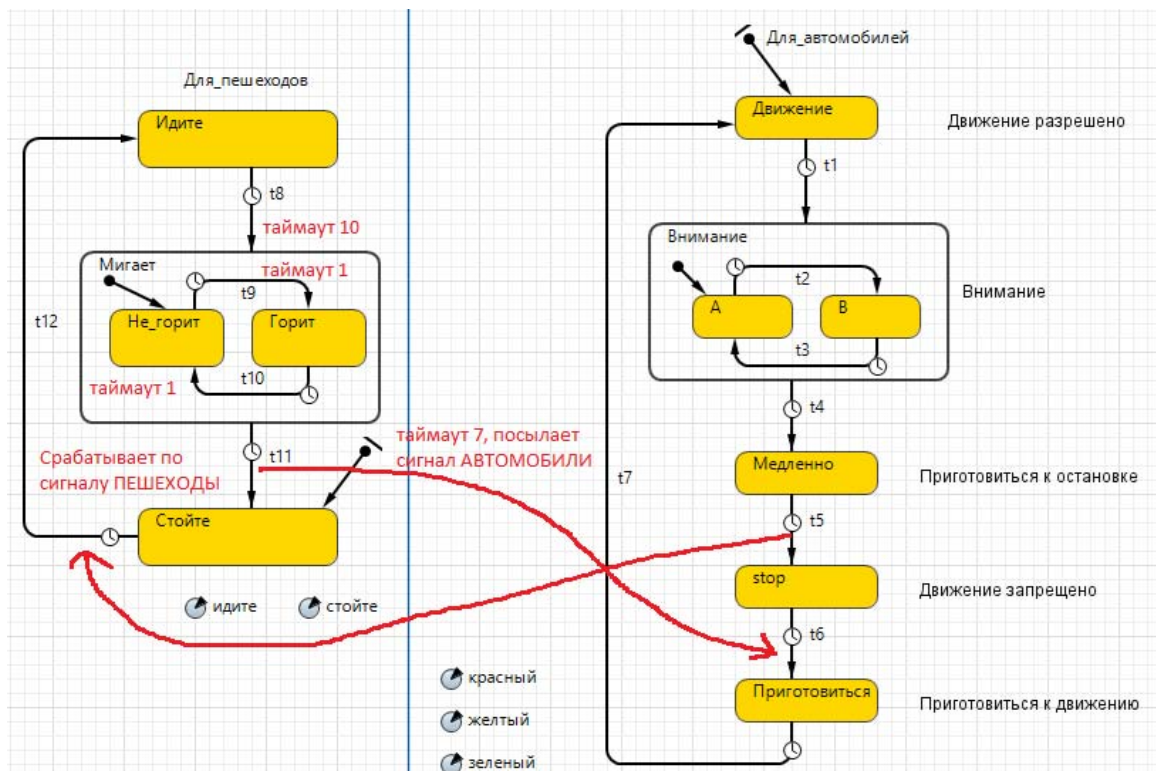 Для_пешеходов
Идите
t8
таймаут 10
Мигает
таймаут 1
t9
t12
Не_горит
Горит
таймаут 1
t10
t11
таймаут 7, посылает
сигнал АВТОМОБИЛИ
Срабатывает по
сигналу ПЕШЕХОДЫ
Стойте
идите
стойте
Для_автомобилей
Движение
Движение разрешено
t1
Внимание
t2
A
B
Внимание
t3
t4
t7
Медленно
Приготовиться к остановке
t5
stop
Движение запрещено
t6
Приготовиться
Приготовиться к движению
красный
желтый
зеленый